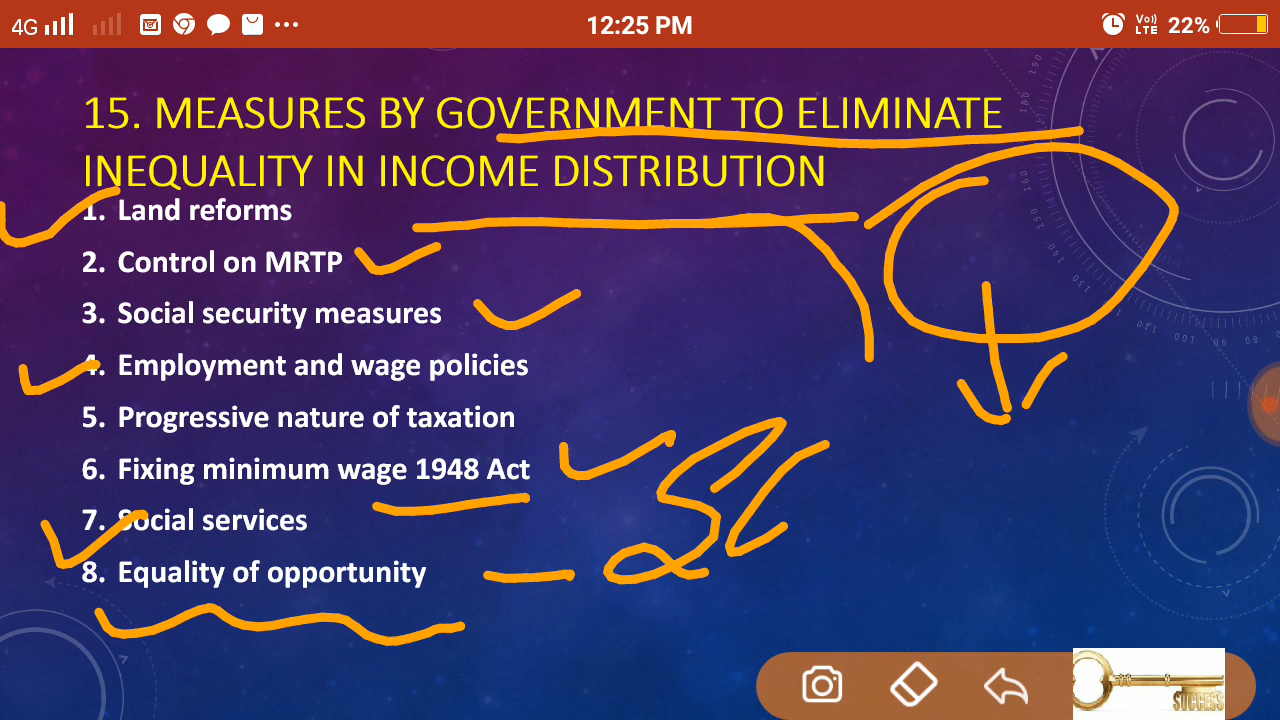 4G 12:25 PM Vo)) LTE 22%
15. MEASURES BY GOVERNMENT TO ELIMINATE
INEQUALITY IN INCOME DISTRIBUTION
1. Land reforms
2. Control on MRTP
3. Social security measures
4. Employment and wage policies
5. Progressive nature of taxation
6. Fixing minimum wage 1948 Act
7. Social services
8. Equality of opportunity
SUCCESS